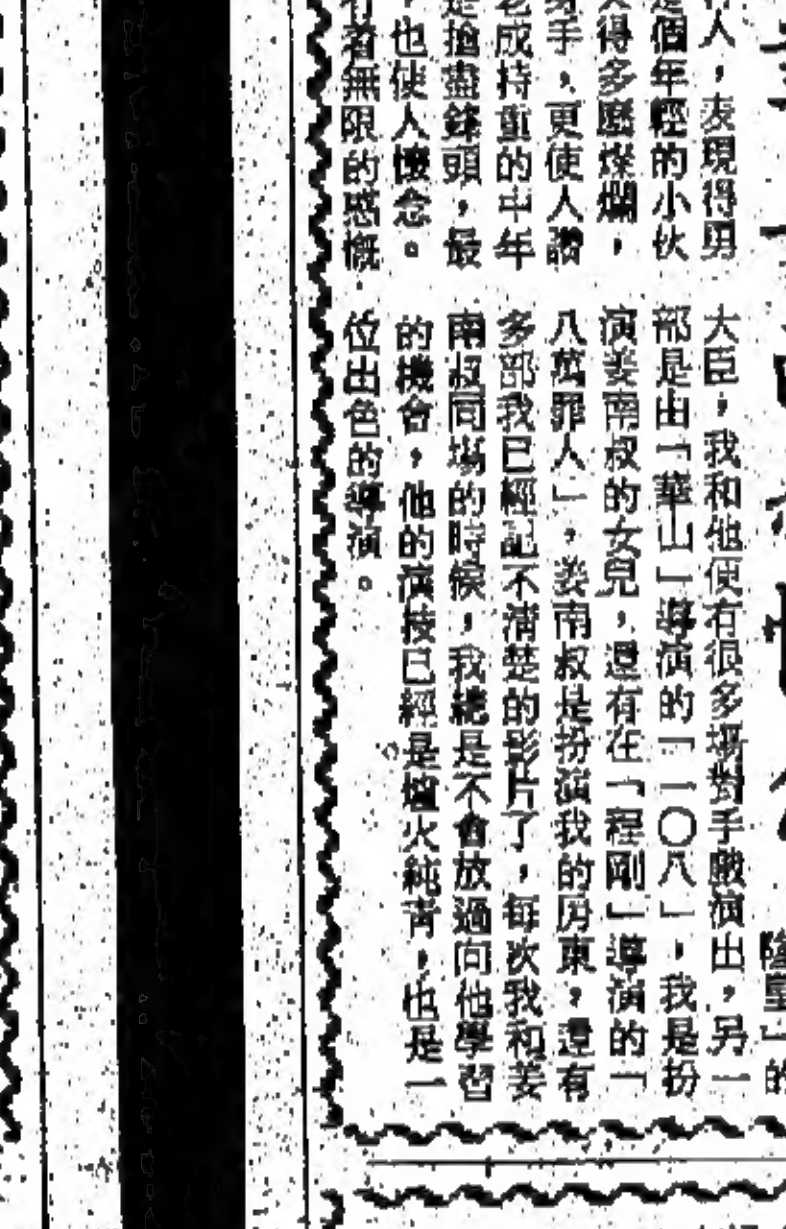 人，表現得男
是個年輕的小伙
得多麼燦爛，
手，更使人讚
老成持重的中年
是搶盡鋒頭，最
也使人懷念。
者無限的感慨
隆皇」的
大臣，我和他便有很多場對手戲演出，另一
部是由「華山」導演的「一〇八」，我是扮
演姜南叔的女兒，還有在「程剛」導演的「
八萬罪人」，姜南叔是扮演我的房東，還有
多部我已經記不清楚的影片了，每次我和姜
南叔同場的時候，我總是不會放過向他學習
的機會，他的演技已經是爐火純青，也是一
位出色的導演。